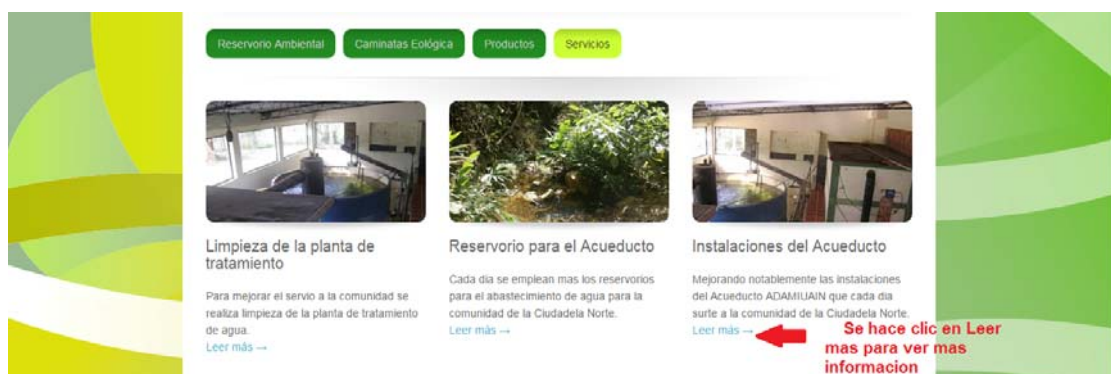 Reservorio Ambiental
Caminatas Eológica
Productos
Servicios
Limpieza de la planta de
tratamiento
Para mejorar el servio a la comunidad se
realiza limpieza de la planta de tratamiento
de agua.
Leer más →
Reservorio para el Acueducto
Cada dia se emplean mas los reservorios
para el abastecimiento de agua para la
comunidad de la Ciudadela Norte.
Leer más →
Instalaciones del Acueducto
Mejorando notablemente las instalaciones
del Acueducto ADAMIUAIN que cada dia
surte a la comunidad de la Ciudadela Norte.
Leer más →
Se hace clic en Leer
mas para ver mas
informacion